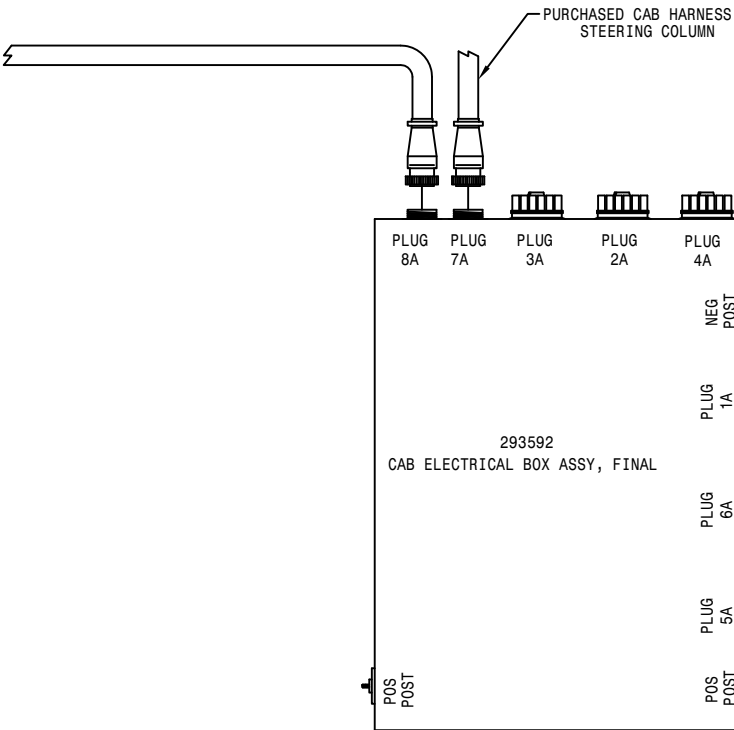 PURCHASED CAB HARNESS
STEERING COLUMN
PLUG
8A
PLUG
7A
PLUG
3A
PLUG
2A
PLUG
4A
NEG
POST
PLUG
1A
293592
CAB ELECTRICAL BOX ASSY, FINAL
PLUG
6A
PLUG
5A
POS
POST
POS
POST